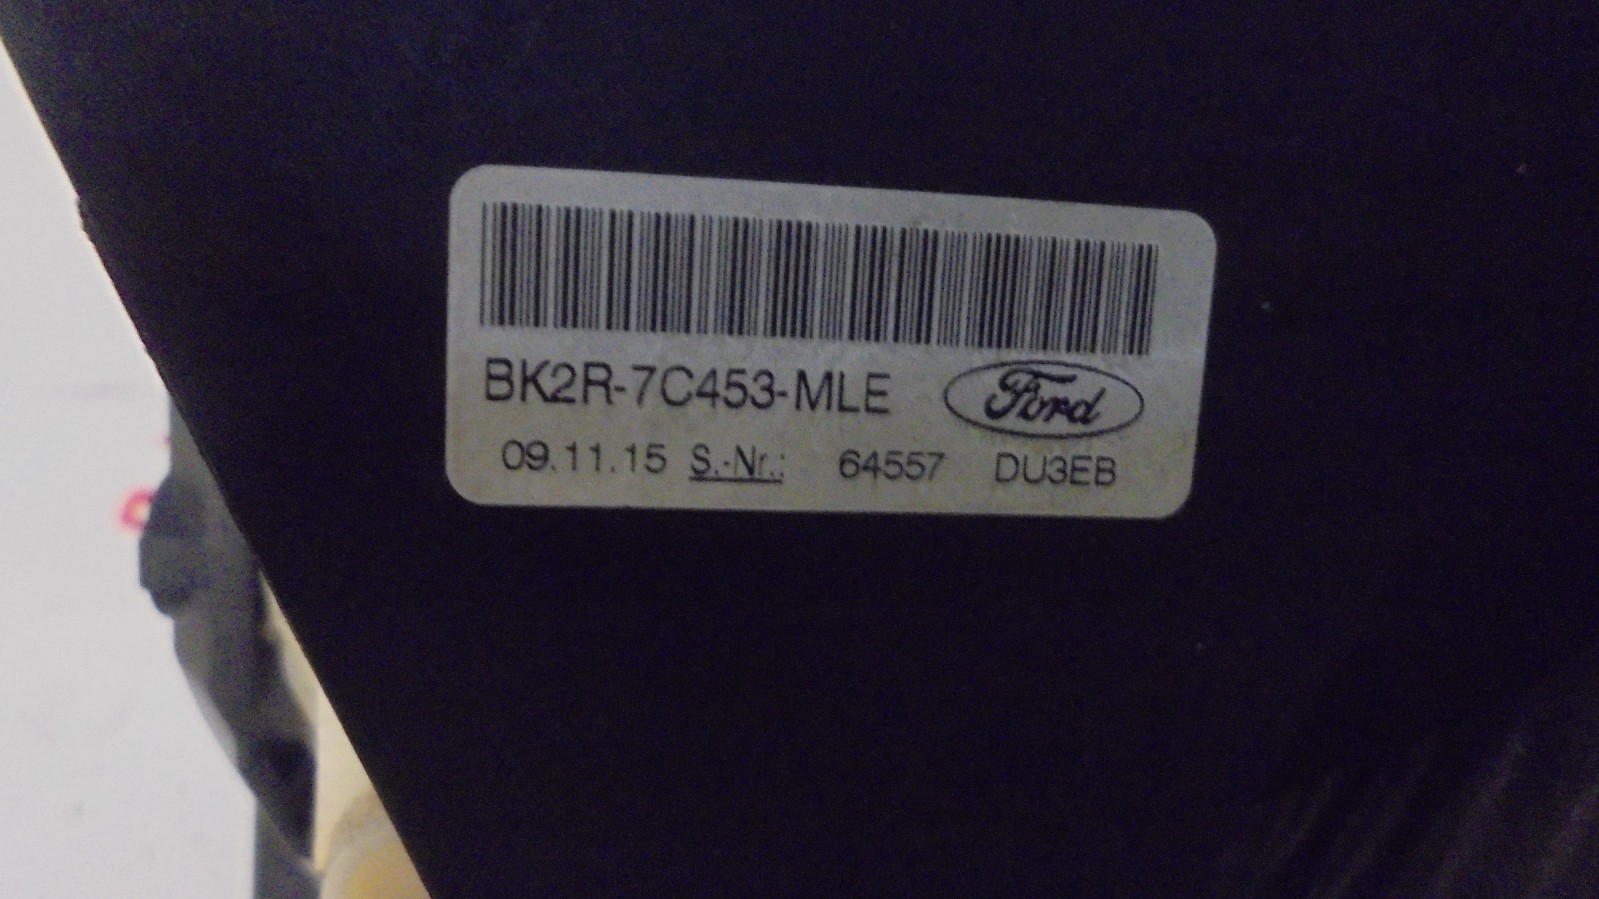 BK2R-7C453-MLE Ford
09.11.15 S.-Nr.: 64557 DU3EB